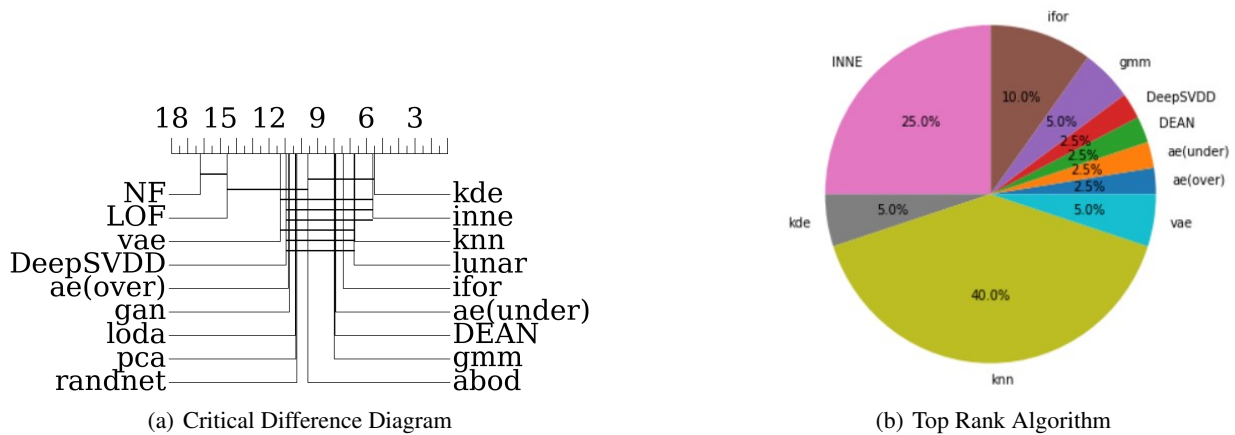 18 15 12 9 6 3
NF
LOF
vae
DeepSVDD
ae(over)
gan
loda
pca
randnet
kde
inne
knn
lunar
ifor
ae(under)
DEAN
gmm
abod
(a) Critical Difference Diagram
ifor
gmm
DeepSVDD
DEAN
ae(under)
ae(over)
vae
knn
kde
INNE
10.0%
5.0%
2.5%
2.5%
2.5%
2.5%
5.0%
40.0%
5.0%
25.0%
(b) Top Rank Algorithm